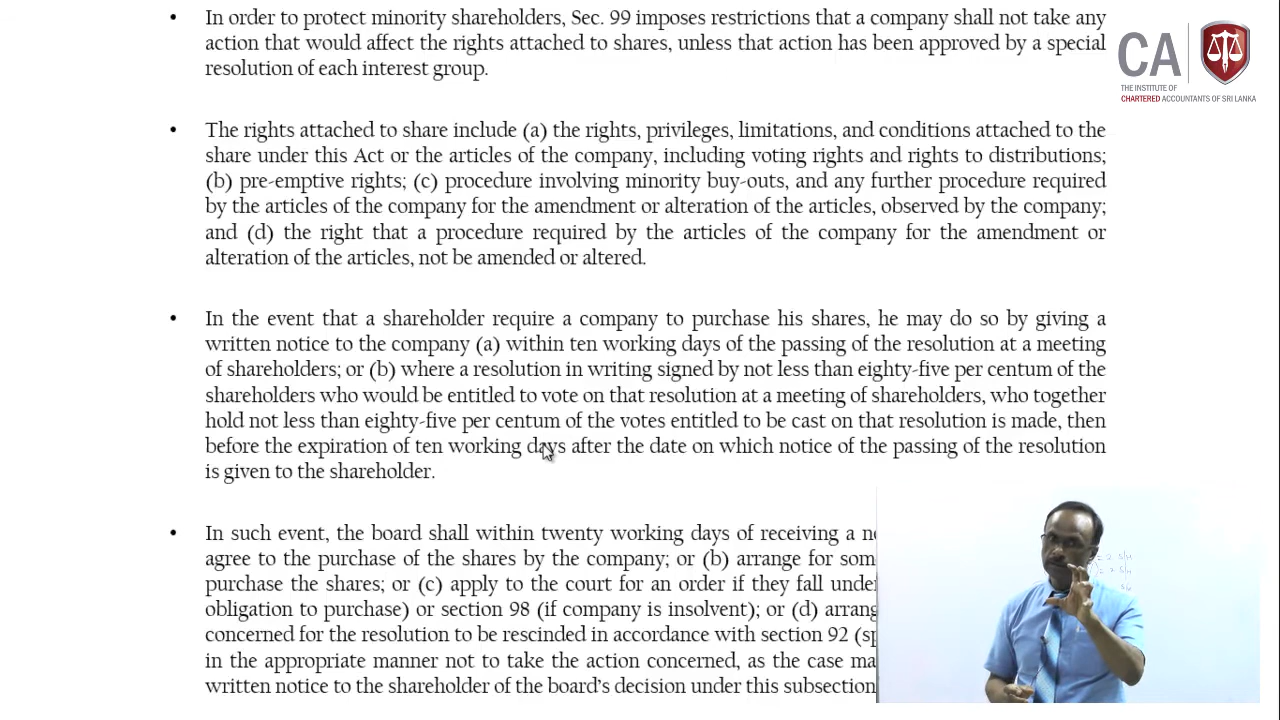 • In order to protect minority shareholders, Sec. 99 imposes restrictions that a company shall not take any
action that would affect the rights attached to shares, unless that action has been approved by a special
resolution of each interest group.
• The rights attached to share include (a) the rights, privileges, limitations, and conditions attached to the
share under this Act or the articles of the company, including voting rights and rights to distributions;
(b) pre-emptive rights; (c) procedure involving minority buy-outs, and any further procedure required
by the articles of the company for the amendment or alteration of the articles, observed by the company;
and (d) the right that a procedure required by the articles of the company for the amendment or
alteration of the articles, not be amended or altered.
• In the event that a shareholder require a company to purchase his shares, he may do so by giving a
written notice to the company (a) within ten working days of the passing of the resolution at a meeting
of shareholders; or (b) where a resolution in writing signed by not less than eighty-five per centum of the
shareholders who would be entitled to vote on that resolution at a meeting of shareholders, who together
hold not less than eighty-five per centum of the votes entitled to be cast on that resolution is made, then
before the expiration of ten working days after the date on which notice of the passing of the resolution
is given to the shareholder.
• In such event, the board shall within twenty working days of receiving a
agree to the purchase of the shares by the company; or (b) arrange for
purchase the shares; or (c) apply to the court for an order if they fall
obligation to purchase) or section 98 (if company is insolvent); or (d)
concerned for the resolution to be rescinded in accordance with section 92
in the appropriate manner not to take the action concerned, as the case
written notice to the shareholder of the board's decision under this subsection
CA
THE INSTITUTE OF
CHARTERED ACCOUNTANTS OF SRI LANKA